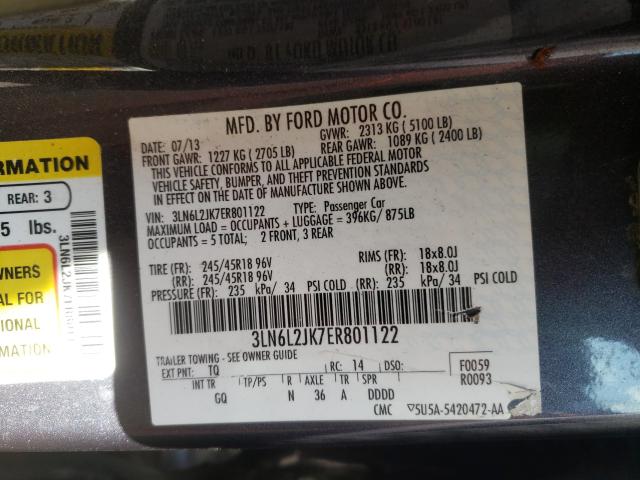 MFD. BY FORD MOTOR CO.
DATE: 07/13 GVWR: 2313 KG ( 5100 LB)
FRONT GAWR: 1227 KG ( 2705 LB) REAR GAWR: 1089 KG ( 2400 LB)
THIS VEHICLE CONFORMS TO ALL APPLICABLE FEDERAL MOTOR
VEHICLE SAFETY, BUMPER, AND THEFT PREVENTION STANDARDS
IN EFFECT ON THE DATE OF MANUFACTURE SHOWN ABOVE.
VIN: 3LN6L2JK7ER801122 TYPE: Passenger Car
MAXIMUM LOAD = OCCUPANTS + LUGGAGE = 396KG/ 875LB
OCCUPANTS = 5 TOTAL; 2 FRONT, 3 REAR
TIRE (FR): 245/45R18 96V RIMS (FR): 18x8.0J
(RR): 245/45R18 96V (RR): 18x8.0J
PRESSURE (FR): 235 kPa/ 34 PSI COLD (RR): 235 kPa/ 34 PSI COLD
3LN6L2JK7ER801122
TRAILER TOWING - SEE OWNER GUIDE
EXT PNT: TQ RC: 14 DSO: F0059
INT TR TP/PS R AXLE TR SPR R0093
GQ N 36 A DDDD
CMC ▽5U5A-5420472-AA
FORMATION
REAR: 3
5 lbs.
WNERS
AL FOR
TIONAL
MATION